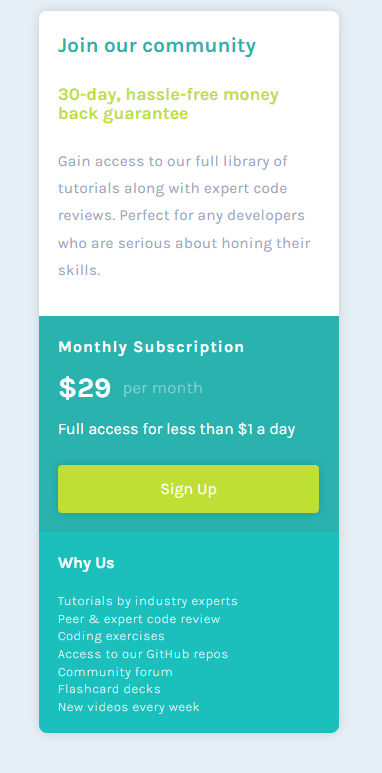 Join our community
30-day, hassle-free money
back guarantee
Gain access to our full library of
tutorials along with expert code
reviews. Perfect for any developers
who are serious about honing their
skills.
Monthly Subscription
$29 per month
Full access for less than $1 a day
Sign Up
Why Us
Tutorials by industry experts
Peer & expert code review
Coding exercises
Access to our GitHub repos
Community forum
Flashcard decks
New videos every week